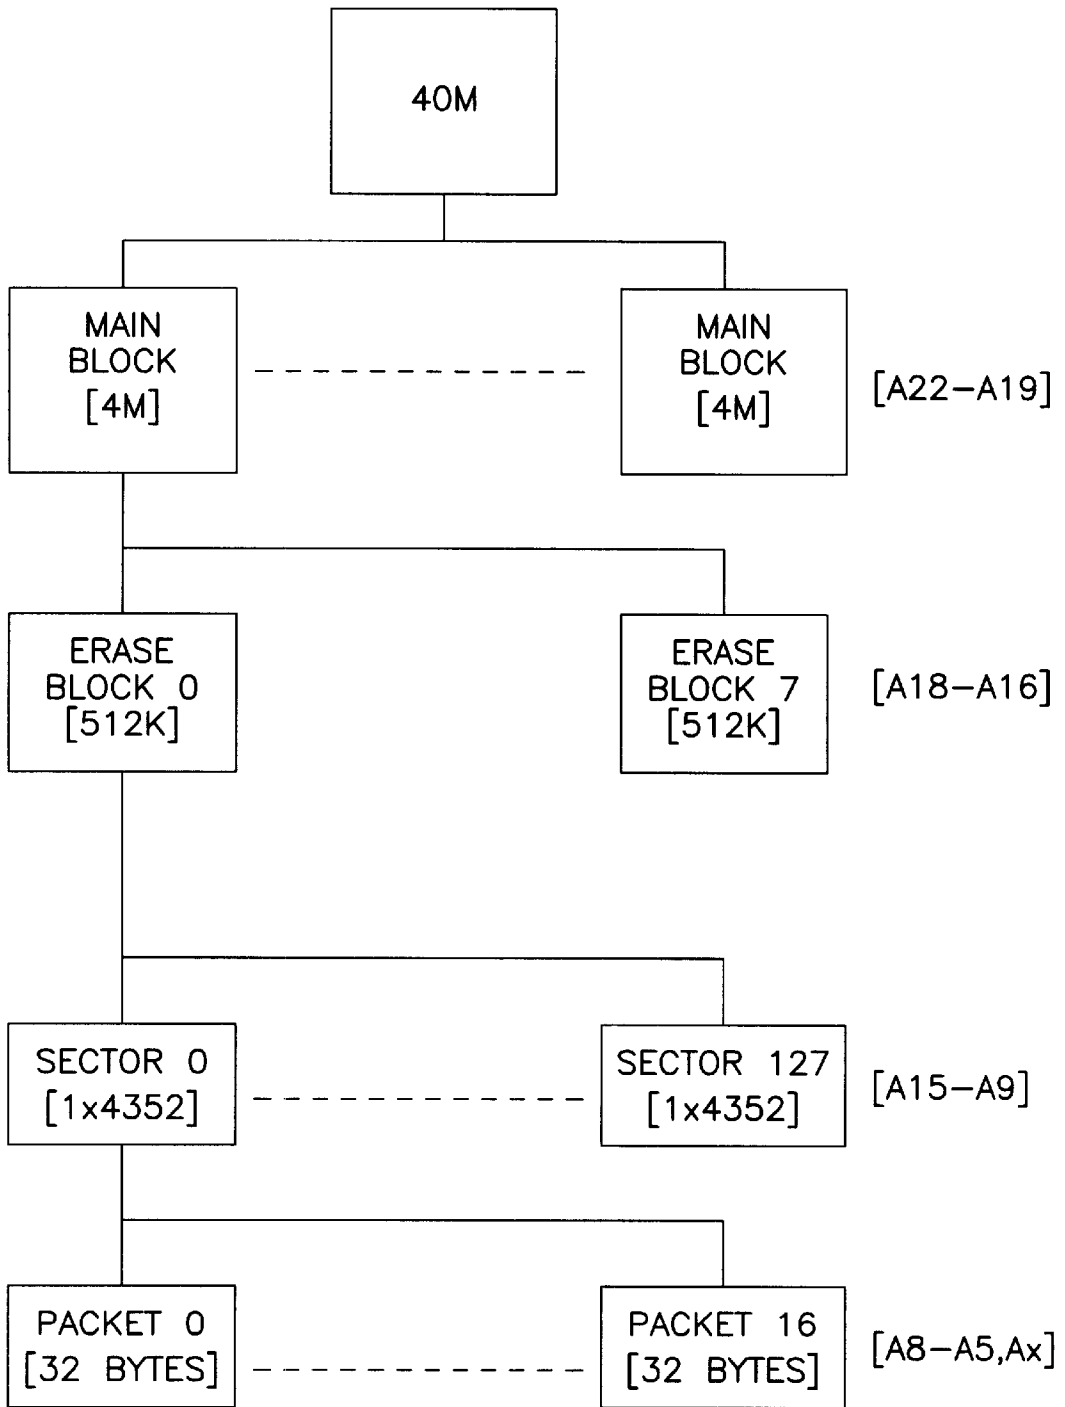 40M
MAIN
BLOCK
[4M]
MAIN
BLOCK
[4M]
[A22-A19]
ERASE
BLOCK 0
[512K]
ERASE
BLOCK 7
[512K]
[A18-A16]
SECTOR 0
[1x4352]
SECTOR 127
[1x4352]
[A15-A9]
PACKET 0
[32 BYTES]
PACKET 16
[32 BYTES]
[A8-A5,Ax]